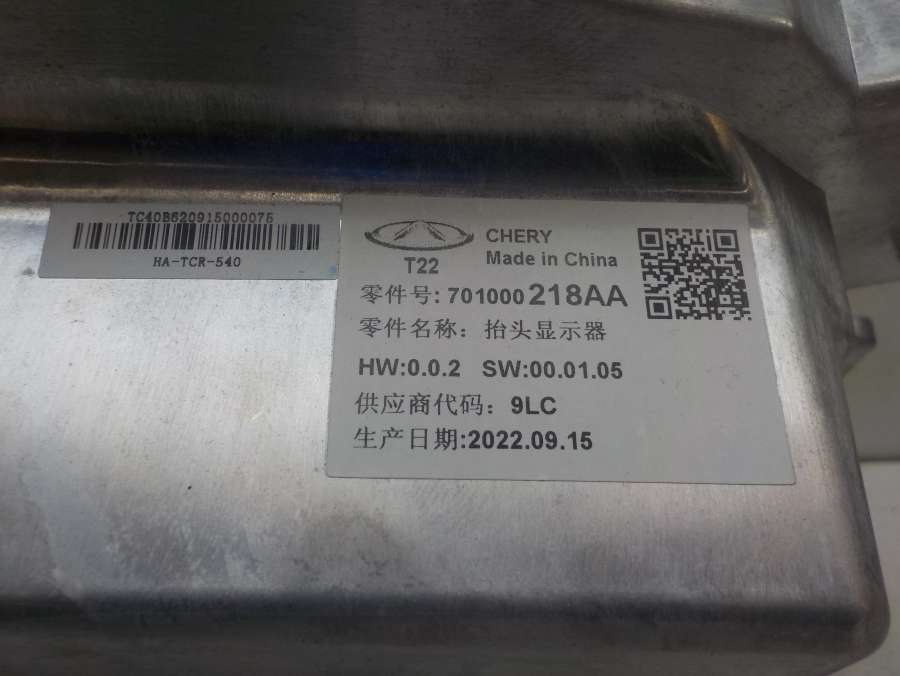 TC40B620915000075
HA-TCR-540
CHERY
T22
Made in China
零件号: 701000 218AA
零件名称: 抬头显示器
HW:0.0.2 SW:00.01.05
供应商代码: 9LC
生产日期:2022.09.15